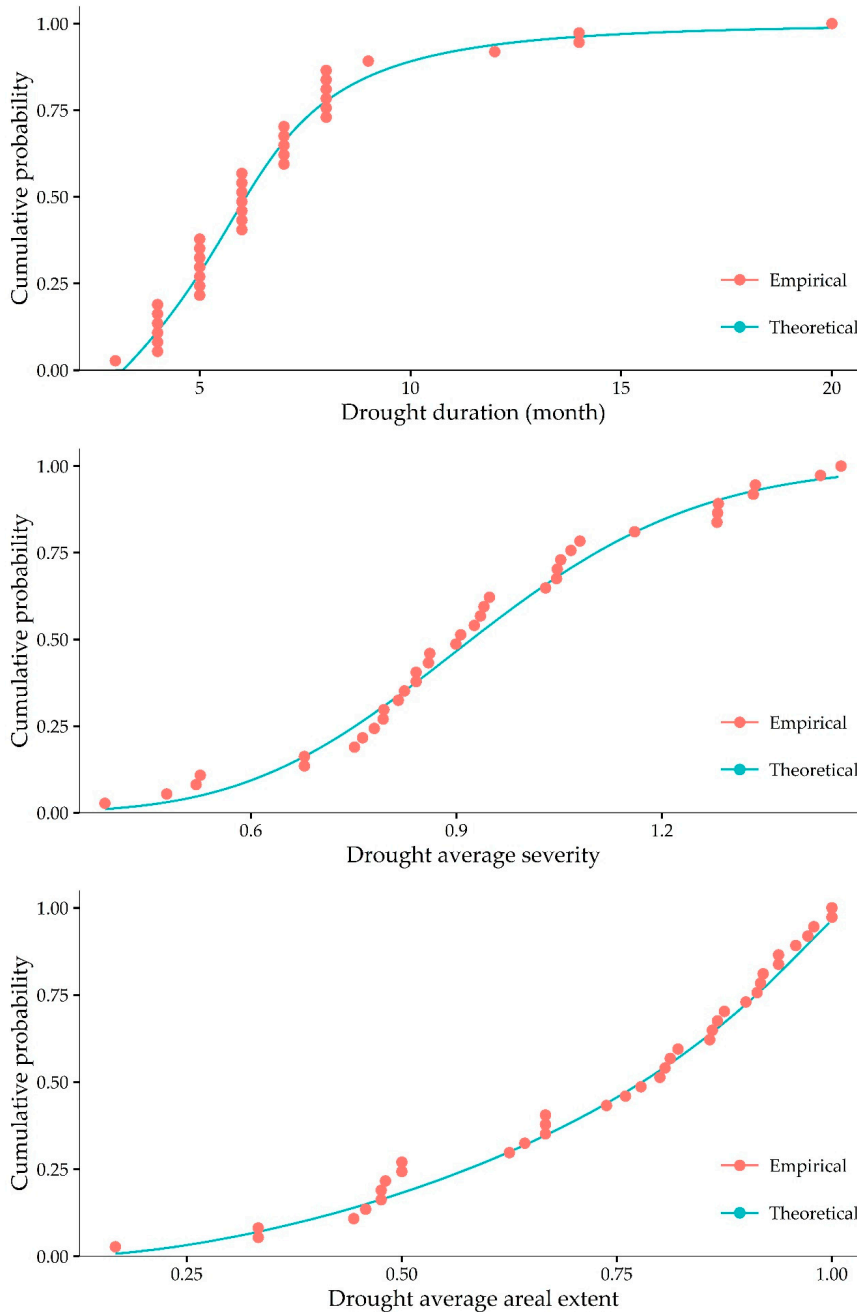 1.00
0.75
0.50
0.25
0.00
Cumulative probability
Empirical
Theoretical
5 10 15 20
Drought duration (month)
1.00
0.75
0.50
0.25
0.00
Cumulative probability
Empirical
Theoretical
0.6 0.9 1.2
Drought average severity
1.00
0.75
0.50
0.25
0.00
Cumulative probability
Empirical
Theoretical
0.25 0.50 0.75 1.00
Drought average areal extent